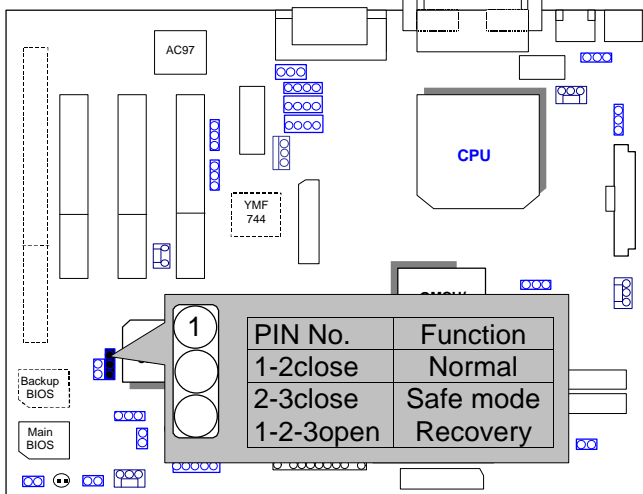 AC97
CPU
YMF
744
1
PIN No. Function
1-2close Normal
2-3close Safe mode
1-2-3open Recovery
Backup
BIOS
Main
BIOS